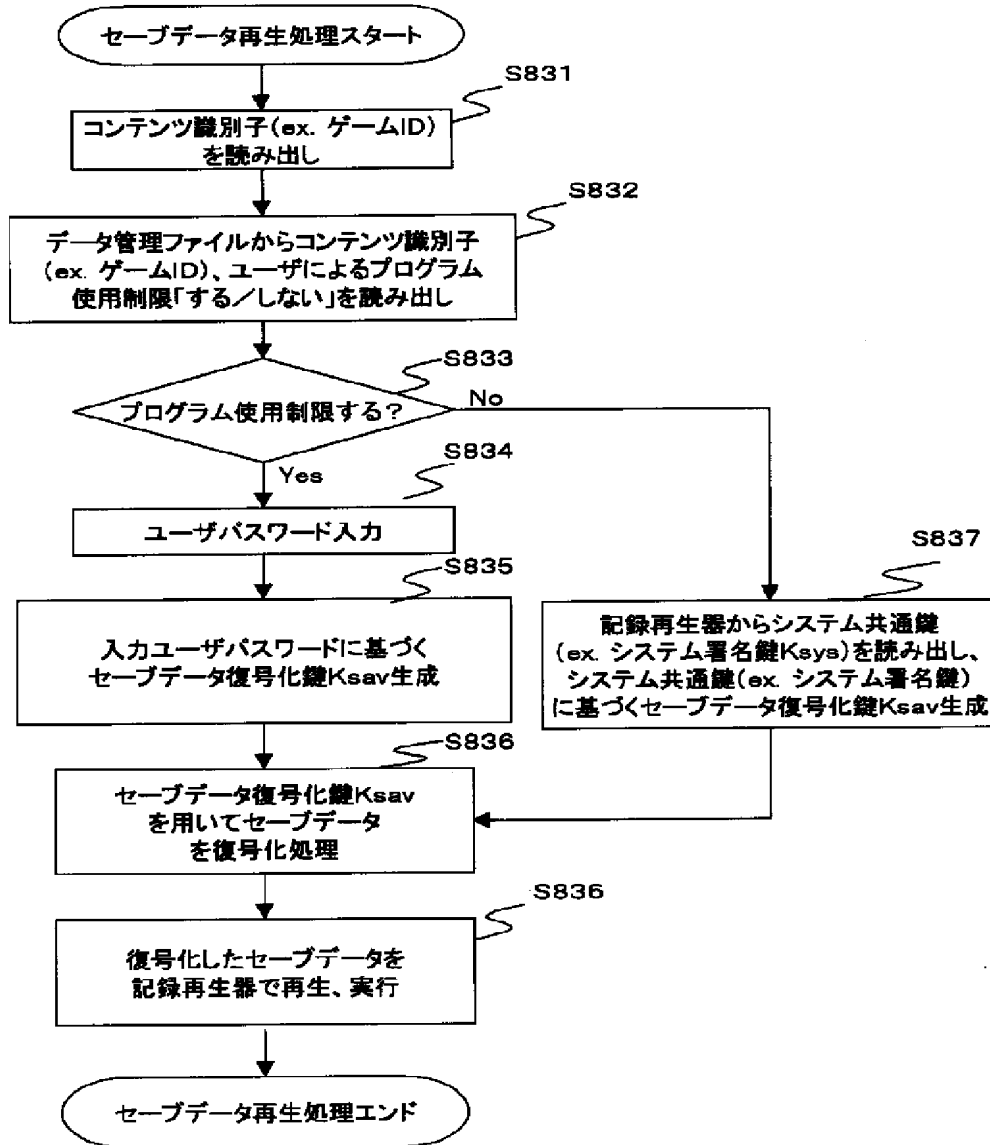 セーブデータ再生処理スタート
S831
コンテンツ識別子(ex. ゲームID)
を読み出し
S832
データ管理ファイルからコンテンツ識別子
(ex. ゲームID)、ユーザによるプログラム
使用制限「する／しない」を読み出し
S833
プログラム使用制限する?
No
Yes
S834
ユーザパスワード入力
S835
入力ユーザパスワードに基づく
セーブデータ復号化鍵Ksav生成
S837
記録再生器からシステム共通鍵
(ex. システム署名鍵Ksys)を読み出し、
システム共通鍵(ex. システム署名鍵)
に基づくセーブデータ復号化鍵Ksav生成
S836
セーブデータ復号化鍵Ksav
を用いてセーブデータ
を復号化処理
S836
復号化したセーブデータを
記録再生器で再生、実行
セーブデータ再生処理エンド